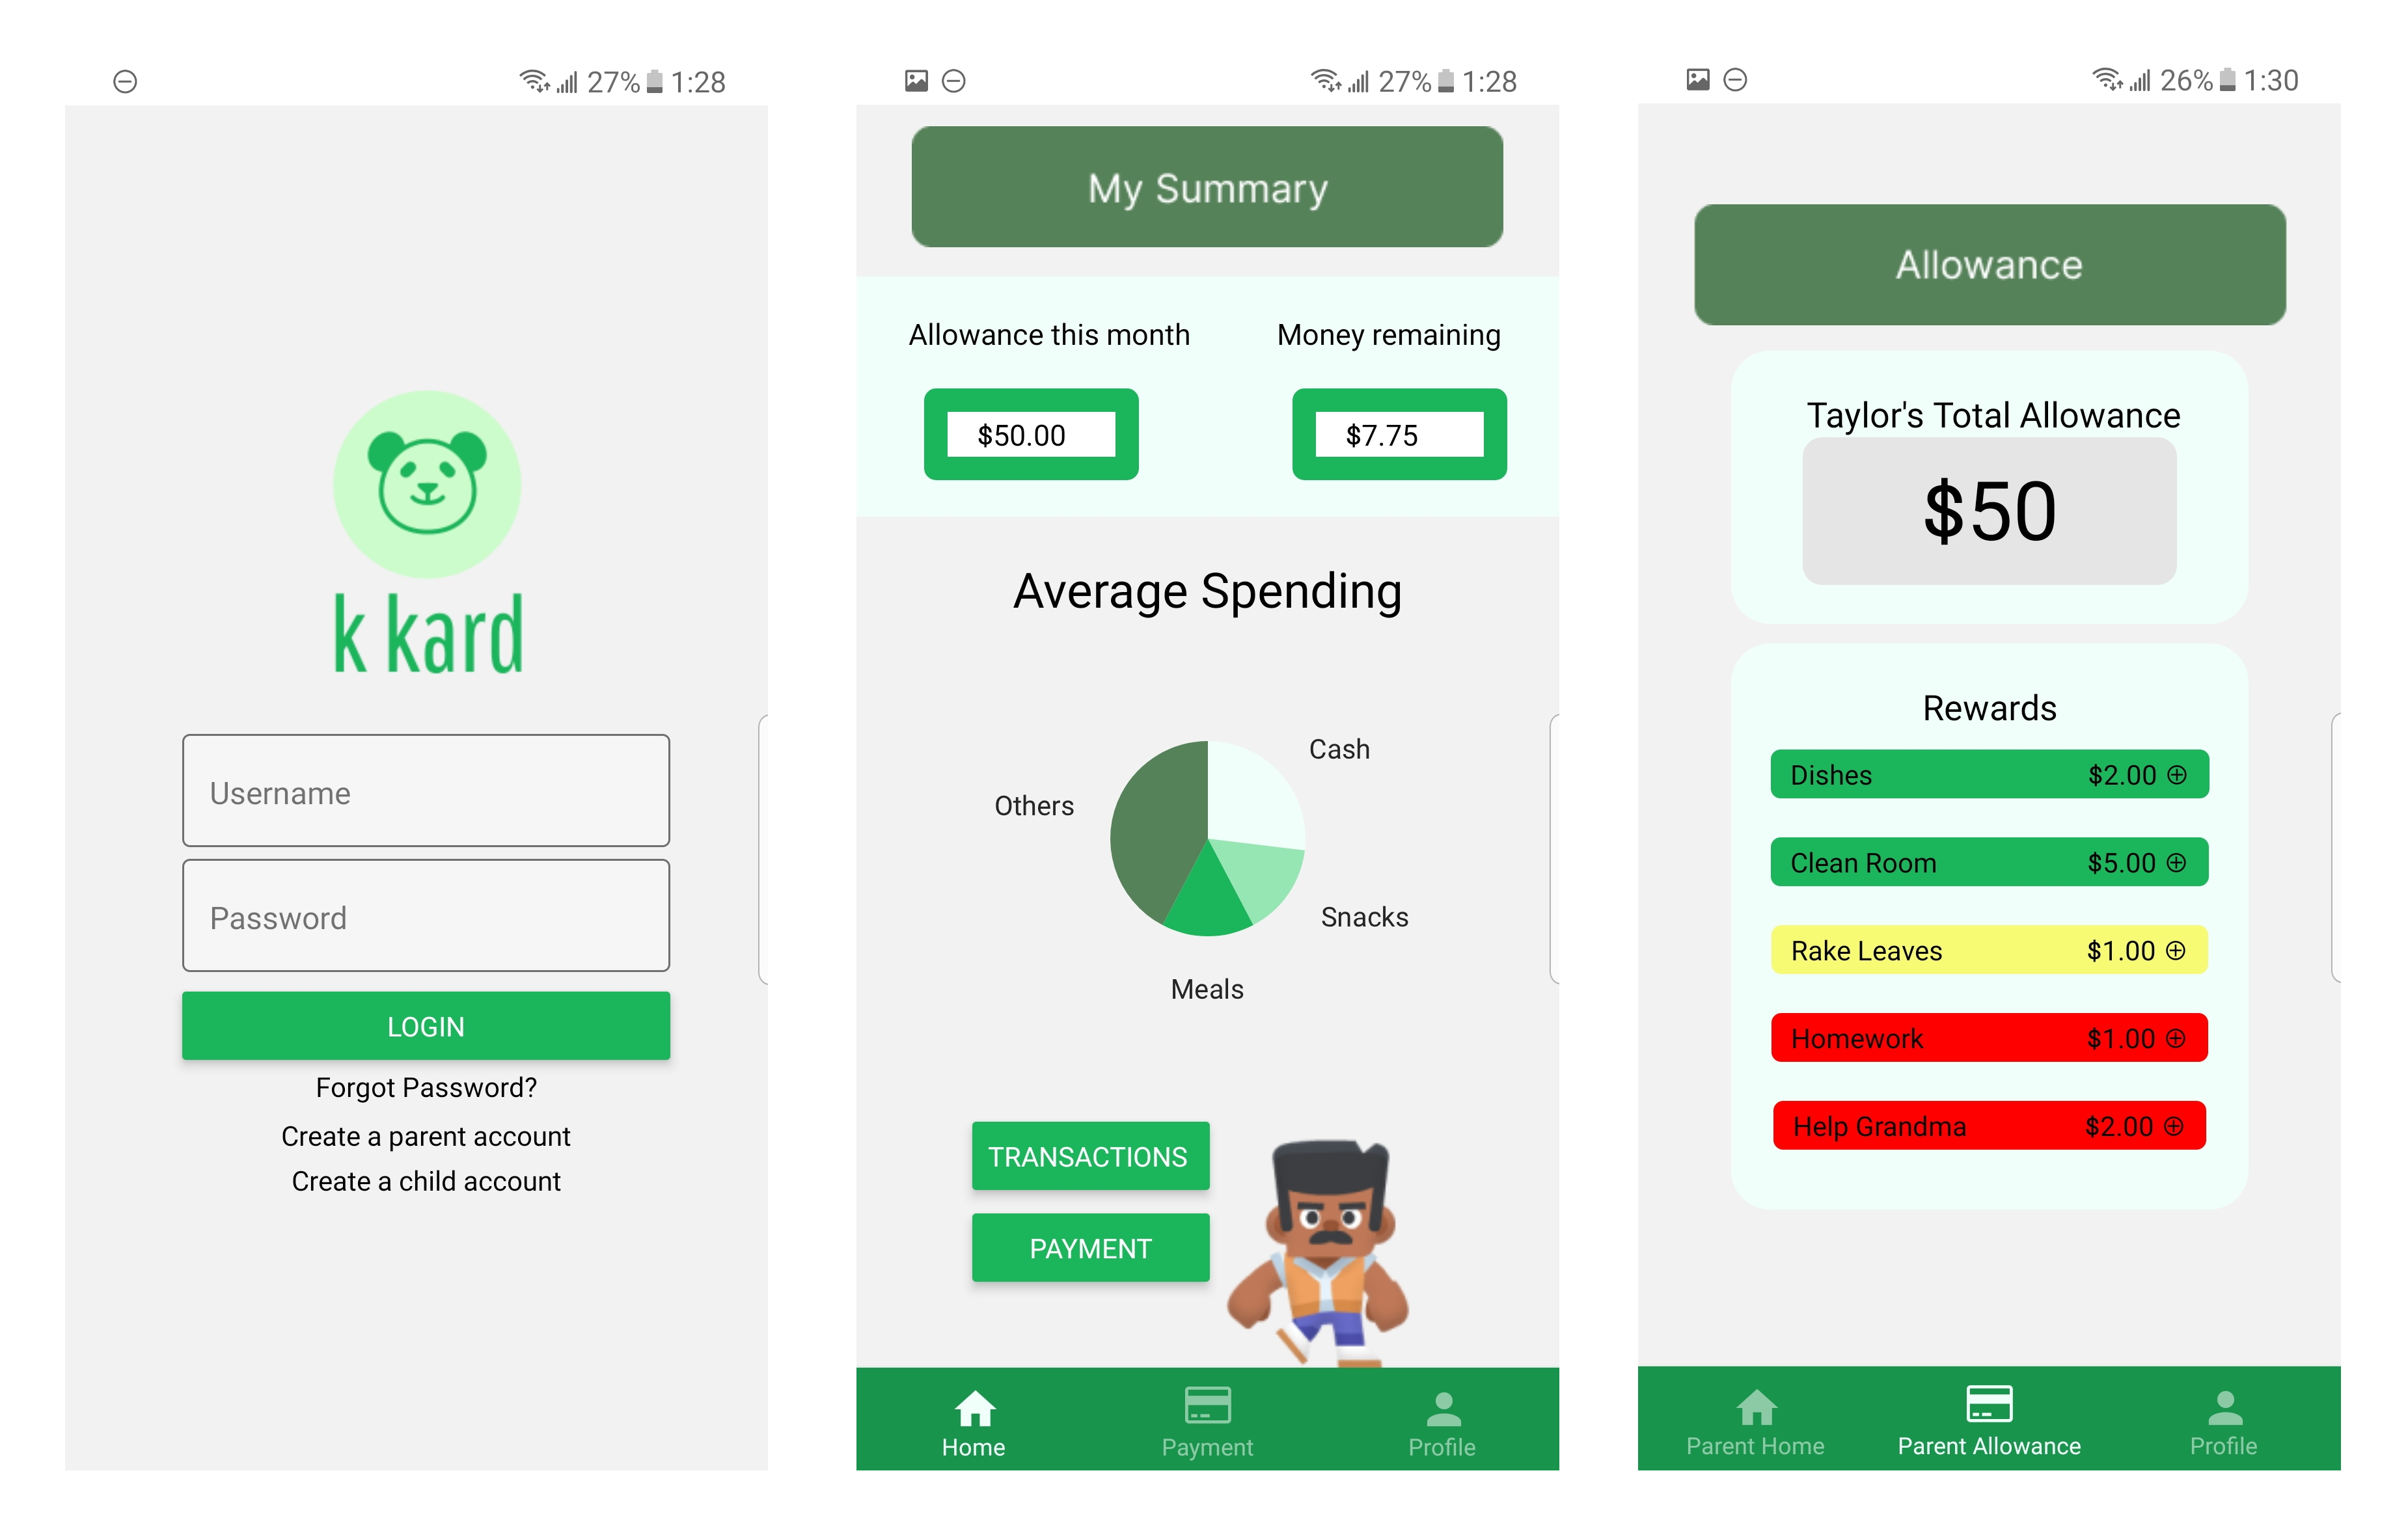 27% 1:28
k kard
Username
Password
LOGIN
Forgot Password?
Create a parent account
Create a child account
27% 1:28
My Summary
Allowance this month Money remaining
$50.00 $7.75
Average Spending
Cash
Others
Snacks
Meals
TRANSACTIONS
PAYMENT
Home Payment Profile
26% 1:30
Allowance
Taylor's Total Allowance
$50
Rewards
Dishes $2.00
Clean Room $5.00
Rake Leaves $1.00
Homework $1.00
Help Grandma $2.00
Parent Home Parent Allowance Profile